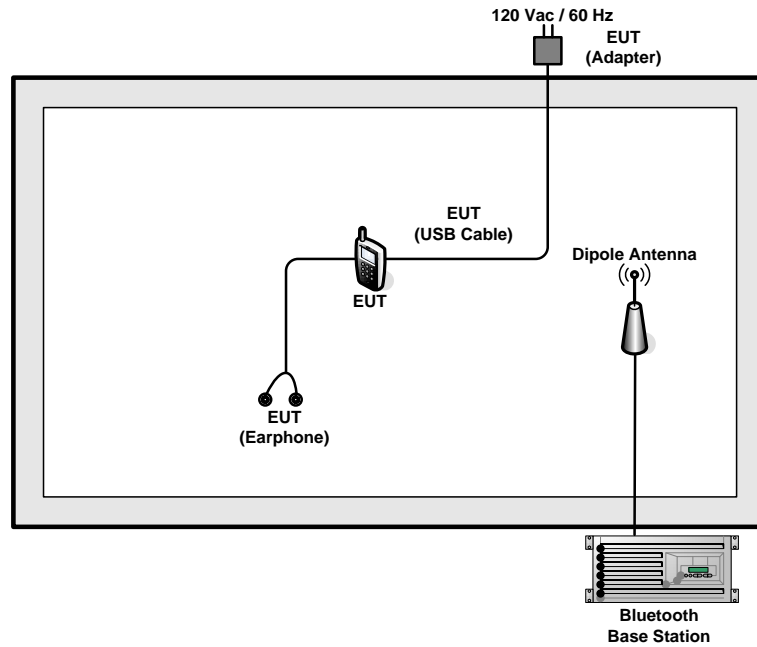 120 Vac / 60 Hz
EUT
(Adapter)
EUT
(USB Cable)
Dipole Antenna
EUT
EUT
(Earphone)
Bluetooth
Base Station